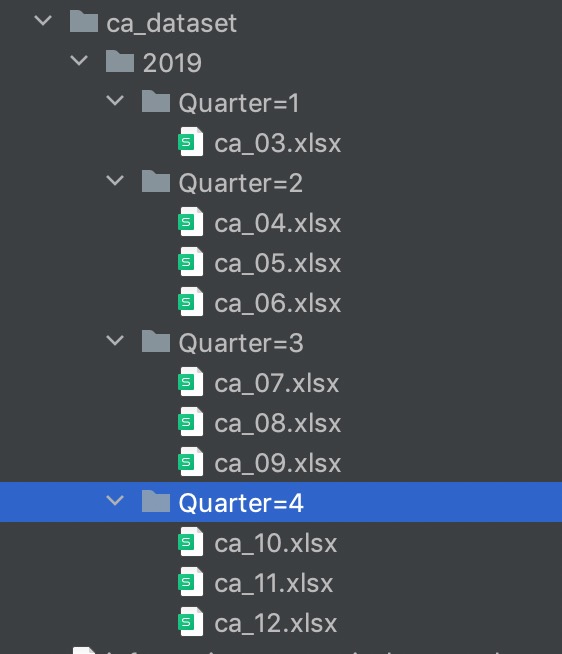 ca_dataset
2019
Quarter=1
ca_03.xlsx
Quarter=2
ca_04.xlsx
ca_05.xlsx
ca_06.xlsx
Quarter=3
ca_07.xlsx
ca_08.xlsx
ca_09.xlsx
Quarter=4
ca_10.xlsx
ca_11.xlsx
ca_12.xlsx